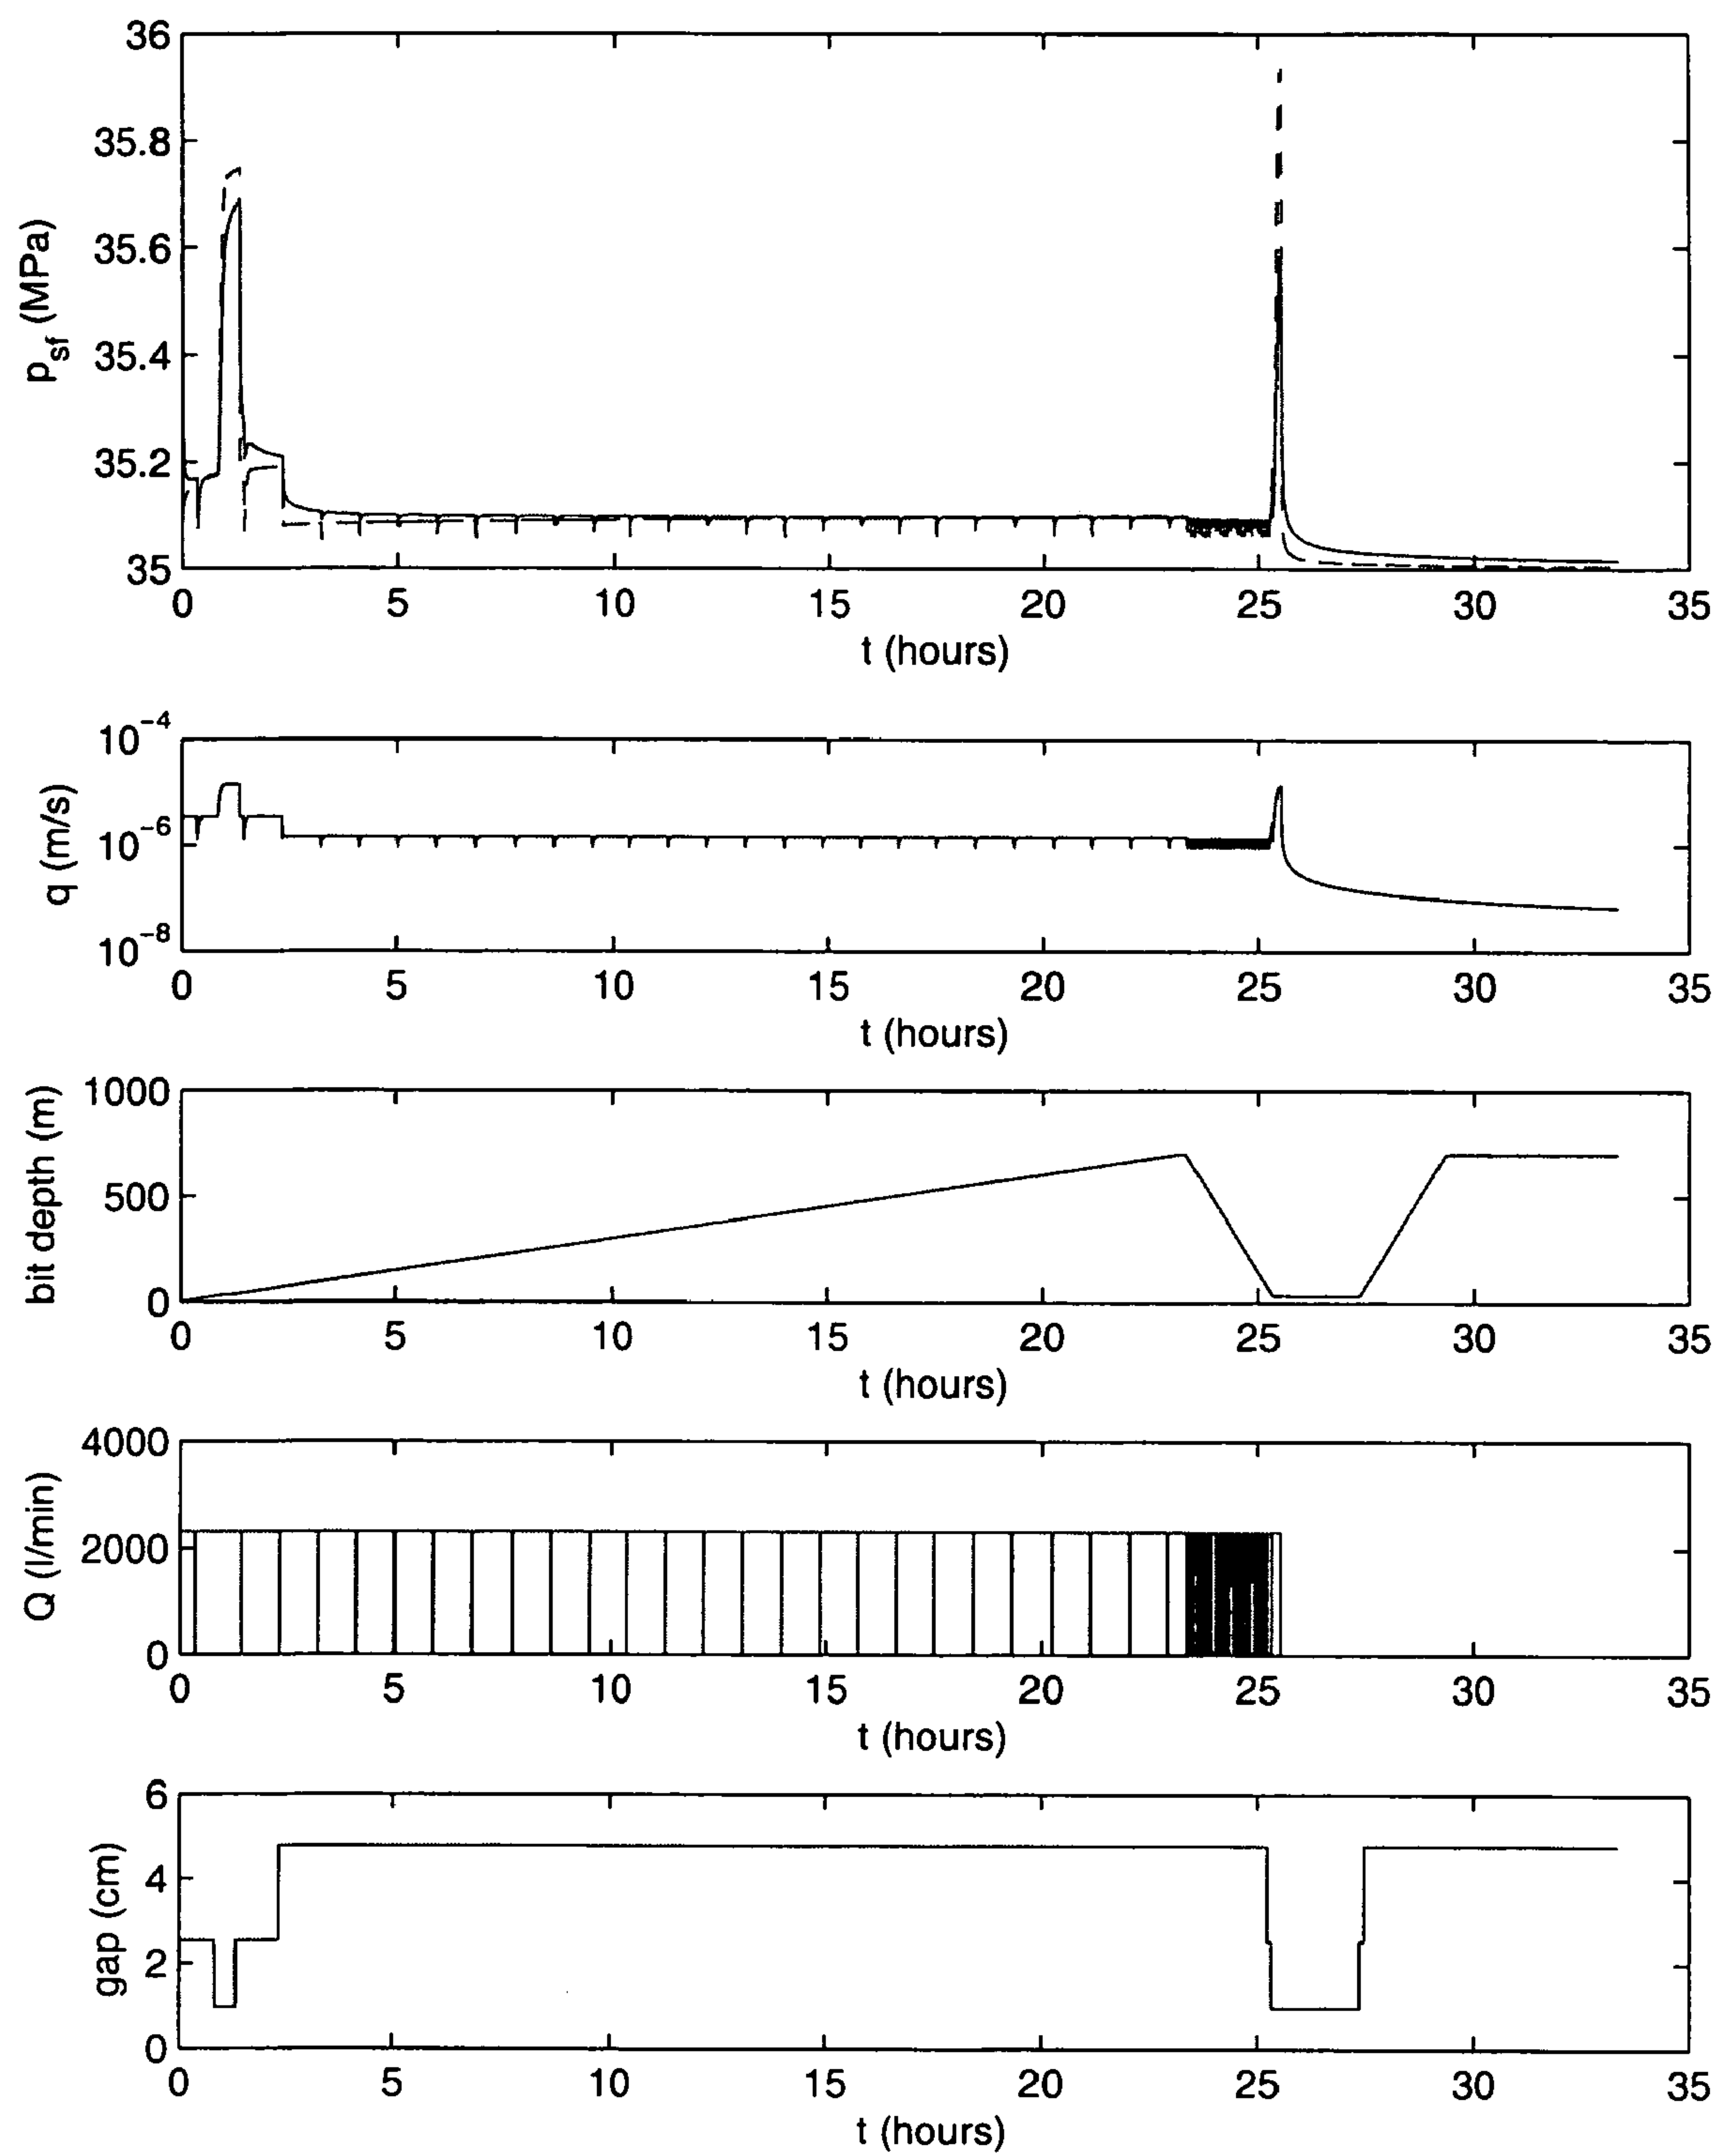 36
35.8
35.6
35.4
35.2
35
p_sf (MPa)
0 5 10 15 20 25 30 35
t (hours)
10^-4
10^-6
10^-8
q (m/s)
0 5 10 15 20 25 30 35
t (hours)
1000
500
0
bit depth (m)
0 5 10 15 20 25 30 35
t (hours)
4000
2000
0
Q (l/min)
0 5 10 15 20 25 30 35
t (hours)
6
4
2
0
gap (cm)
0 5 10 15 20 25 30 35
t (hours)